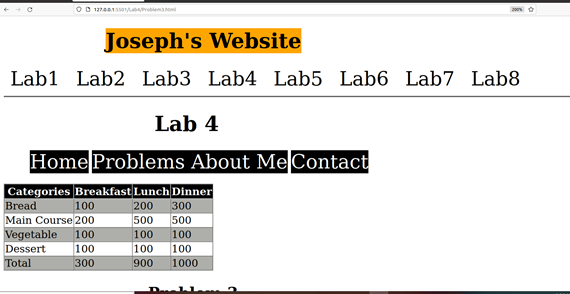 127.0.0.1:5501/Lab4/Problem3.html
200%
Joseph's Website
Lab1 Lab2 Lab3 Lab4 Lab5 Lab6 Lab7 Lab8
Lab 4
Home Problems About Me Contact
Categories Breakfast Lunch Dinner
Bread 100 200 300
Main Course 200 500 500
Vegetable 100 100 100
Dessert 100 100 100
Total 300 900 1000
Problem 3